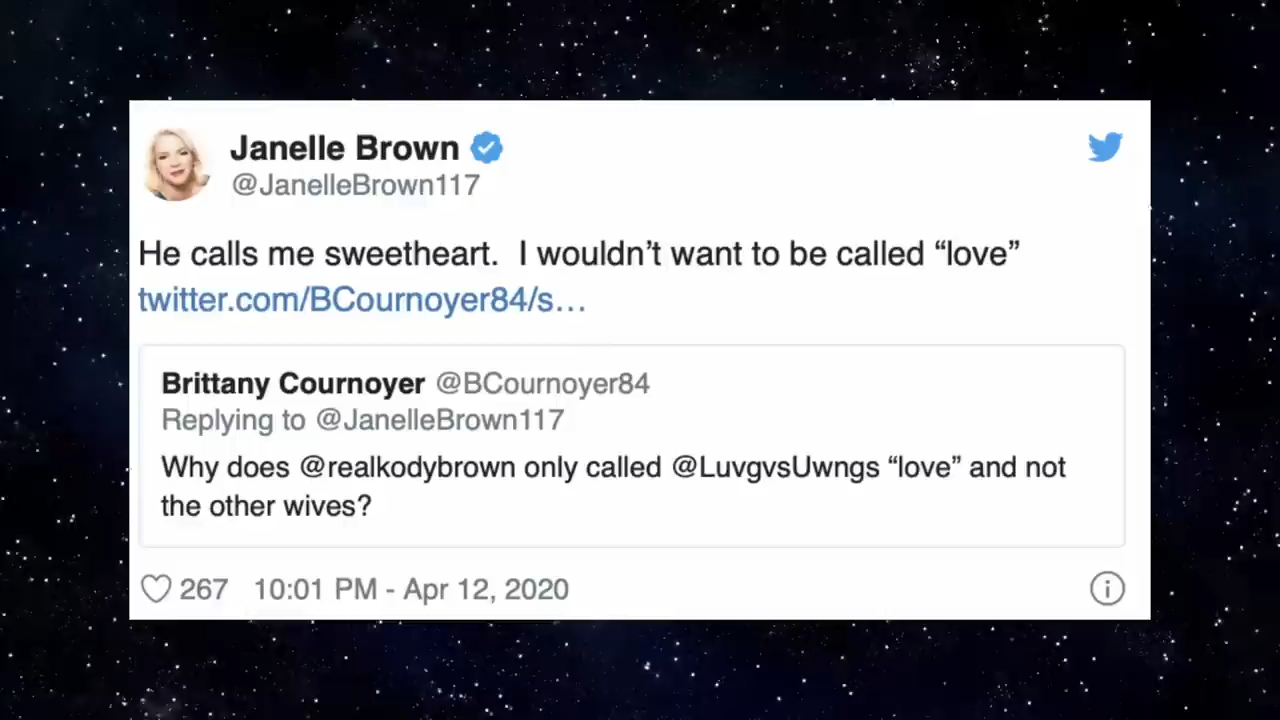 Janelle Brown
@JanelleBrown117
He calls me sweetheart.  I wouldn’t want to be called “love”
twitter.com/BCournoyer84/s…
Brittany Cournoyer @BCournoyer84
Replying to @JanelleBrown117
Why does @realkodybrown only called @LuvgvsUwngs “love” and not
the other wives?
267 10:01 PM - Apr 12, 2020